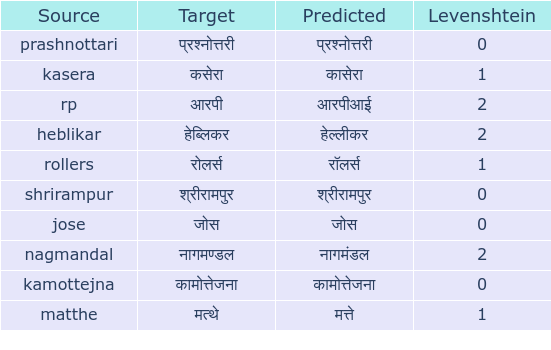 Source Target Predicted Levenshtein
prashnottari प्रश्नोत्तरी प्रश्नोत्तरी 0
kasera कसेरा कासेरा 1
rp आरपी आरपीआई 2
heblikar हेब्लिकर हेल्लीकर 2
rollers रोलर्स रॉलर्स 1
shrirampur श्रीरामपुर श्रीरामपुर 0
jose जोस जोस 0
nagmandal नागमण्डल नागमंडल 2
kamottejna कामोत्तेजना कामोत्तेजना 0
matthe मत्थे मत्ते 1